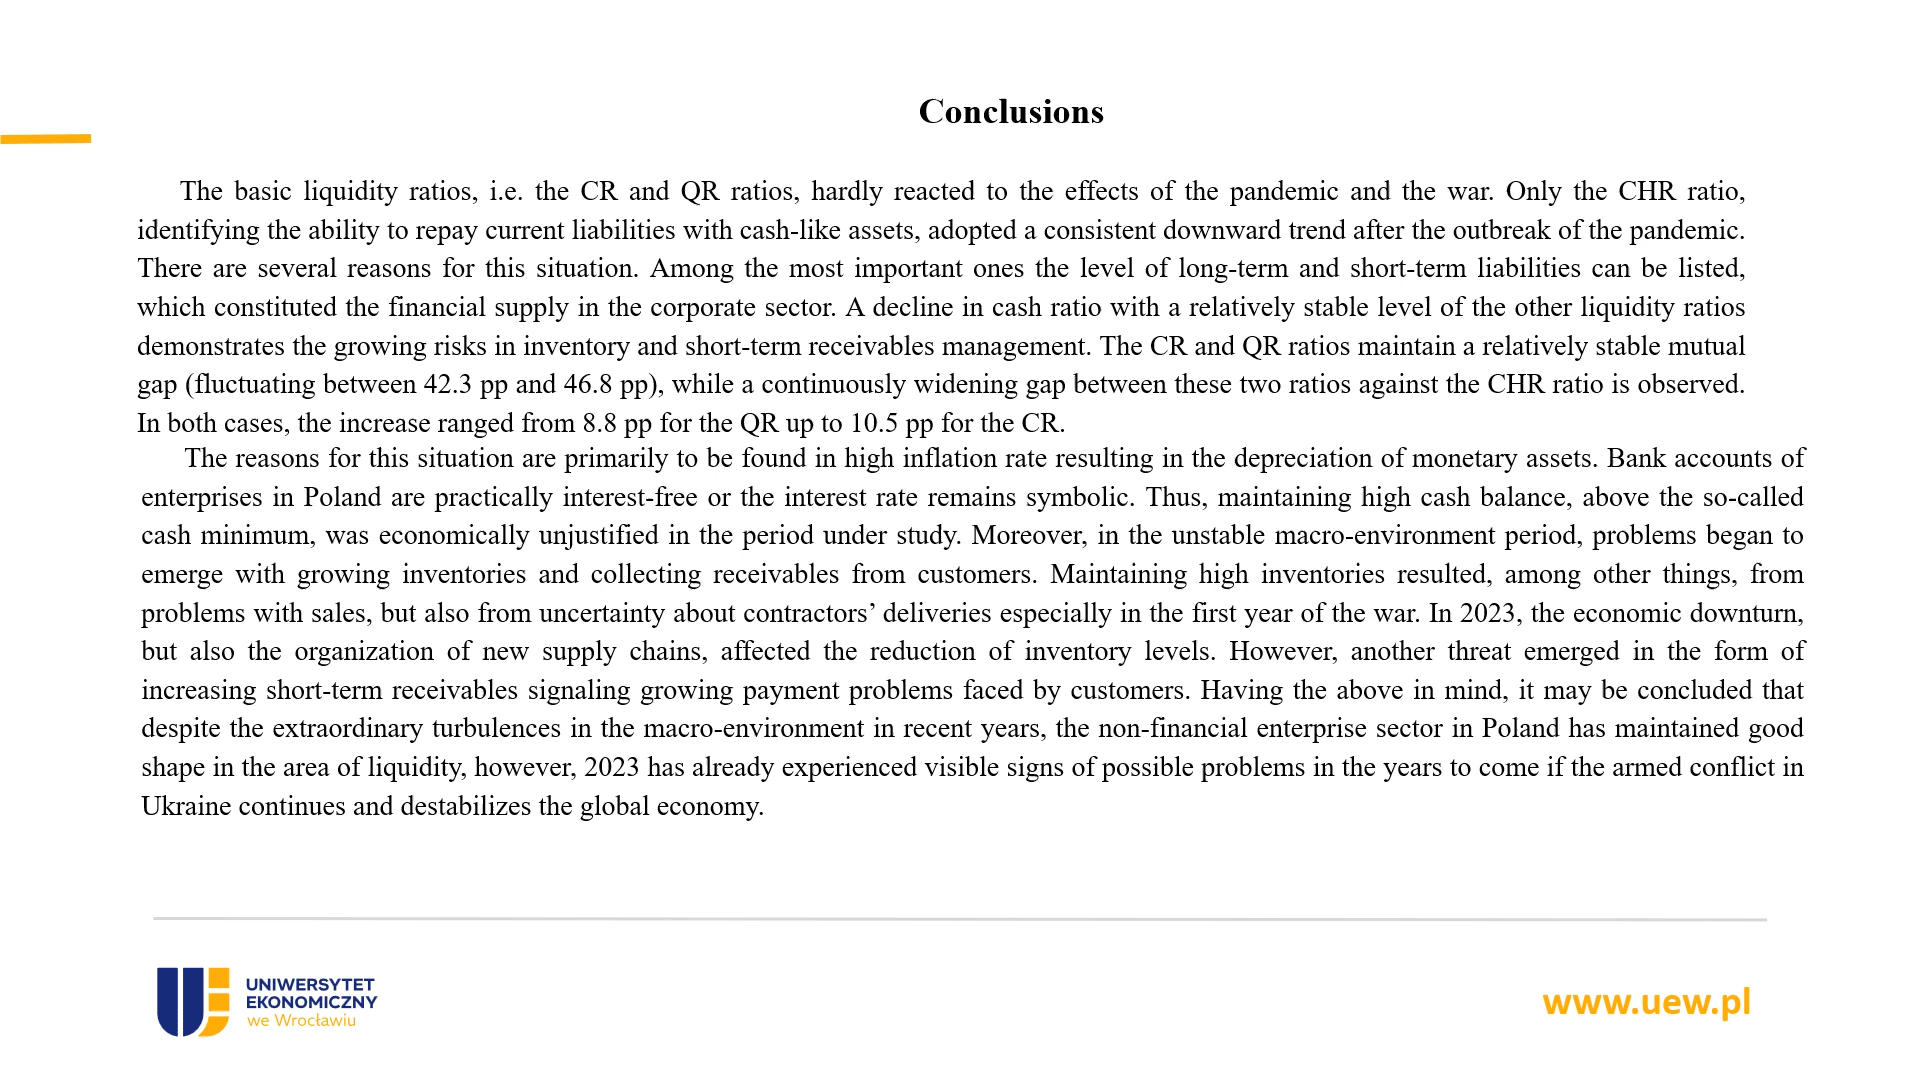 Conclusions
The basic liquidity ratios, i.e. the CR and QR ratios, hardly reacted to the effects of the pandemic and the war. Only the CHR ratio,
identifying the ability to repay current liabilities with cash-like assets, adopted a consistent downward trend after the outbreak of the pandemic.
There are several reasons for this situation. Among the most important ones the level of long-term and short-term liabilities can be listed,
which constituted the financial supply in the corporate sector. A decline in cash ratio with a relatively stable level of the other liquidity ratios
demonstrates the growing risks in inventory and short-term receivables management. The CR and QR ratios maintain a relatively stable mutual
gap (fluctuating between 42.3 pp and 46.8 pp), while a continuously widening gap between these two ratios against the CHR ratio is observed.
In both cases, the increase ranged from 8.8 pp for the QR up to 10.5 pp for the CR.
The reasons for this situation are primarily to be found in high inflation rate resulting in the depreciation of monetary assets. Bank accounts of
enterprises in Poland are practically interest-free or the interest rate remains symbolic. Thus, maintaining high cash balance, above the so-called
cash minimum, was economically unjustified in the period under study. Moreover, in the unstable macro-environment period, problems began to
emerge with growing inventories and collecting receivables from customers. Maintaining high inventories resulted, among other things, from
problems with sales, but also from uncertainty about contractors’ deliveries especially in the first year of the war. In 2023, the economic downturn,
but also the organization of new supply chains, affected the reduction of inventory levels. However, another threat emerged in the form of
increasing short-term receivables signaling growing payment problems faced by customers. Having the above in mind, it may be concluded that
despite the extraordinary turbulences in the macro-environment in recent years, the non-financial enterprise sector in Poland has maintained good
shape in the area of liquidity, however, 2023 has already experienced visible signs of possible problems in the years to come if the armed conflict in
Ukraine continues and destabilizes the global economy.
UNIWERSYTET
EKONOMICZNY
we Wrocławiu
www.uew.pl